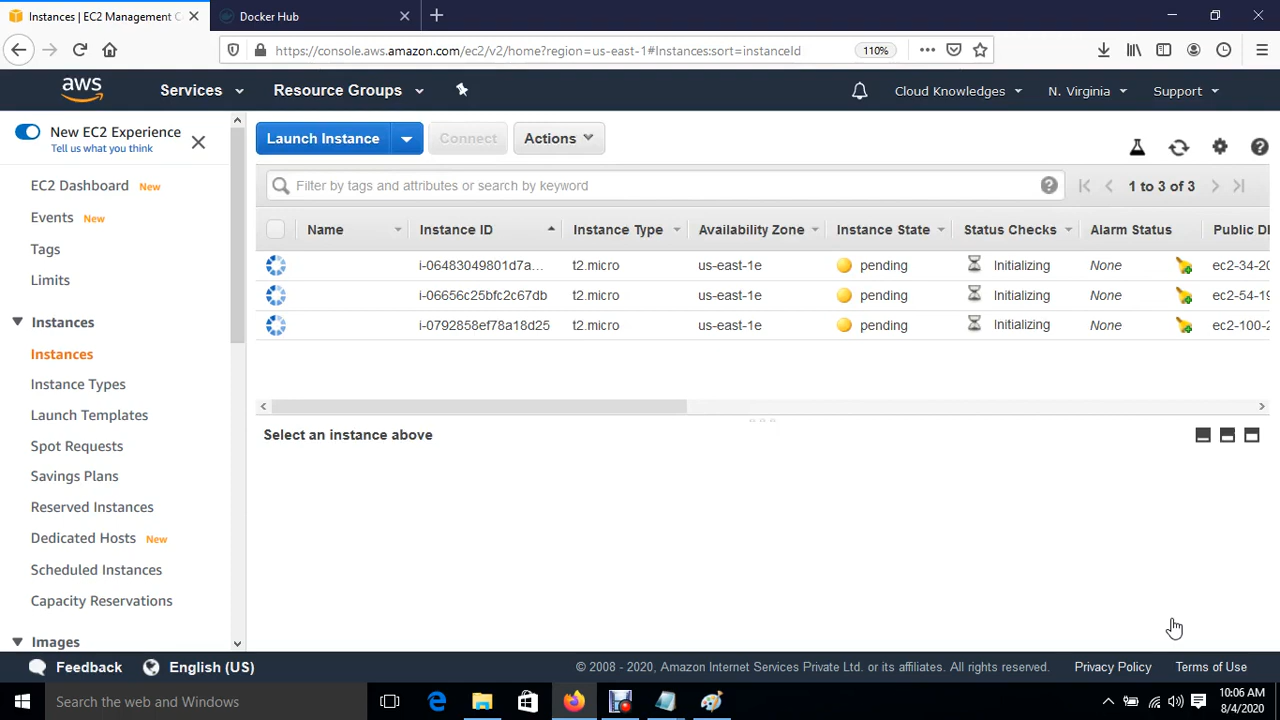 Instances | EC2 Management C
Docker Hub
https://console.aws.amazon.com/ec2/v2/home?region=us-east-1#Instances:sort=instanceId
110%
aws
Services
Resource Groups
Cloud Knowledges
N. Virginia
Support
New EC2 Experience
Tell us what you think
EC2 Dashboard New
Events New
Tags
Limits
Instances
Instances
Instance Types
Launch Templates
Spot Requests
Savings Plans
Reserved Instances
Dedicated Hosts New
Scheduled Instances
Capacity Reservations
Images
Launch Instance
Connect
Actions
Filter by tags and attributes or search by keyword
1 to 3 of 3
Name Instance ID Instance Type Availability Zone Instance State Status Checks Alarm Status Public D
i-06483049801d7a... t2.micro us-east-1e pending Initializing None ec2-34-20
i-06656c25bfc2c67db t2.micro us-east-1e pending Initializing None ec2-54-19
i-0792858ef78a18d25 t2.micro us-east-1e pending Initializing None ec2-100-2
Select an instance above
Feedback
English (US)
© 2008 - 2020, Amazon Internet Services Private Ltd. or its affiliates. All rights reserved.
Privacy Policy
Terms of Use
Search the web and Windows
10:06 AM
8/4/2020